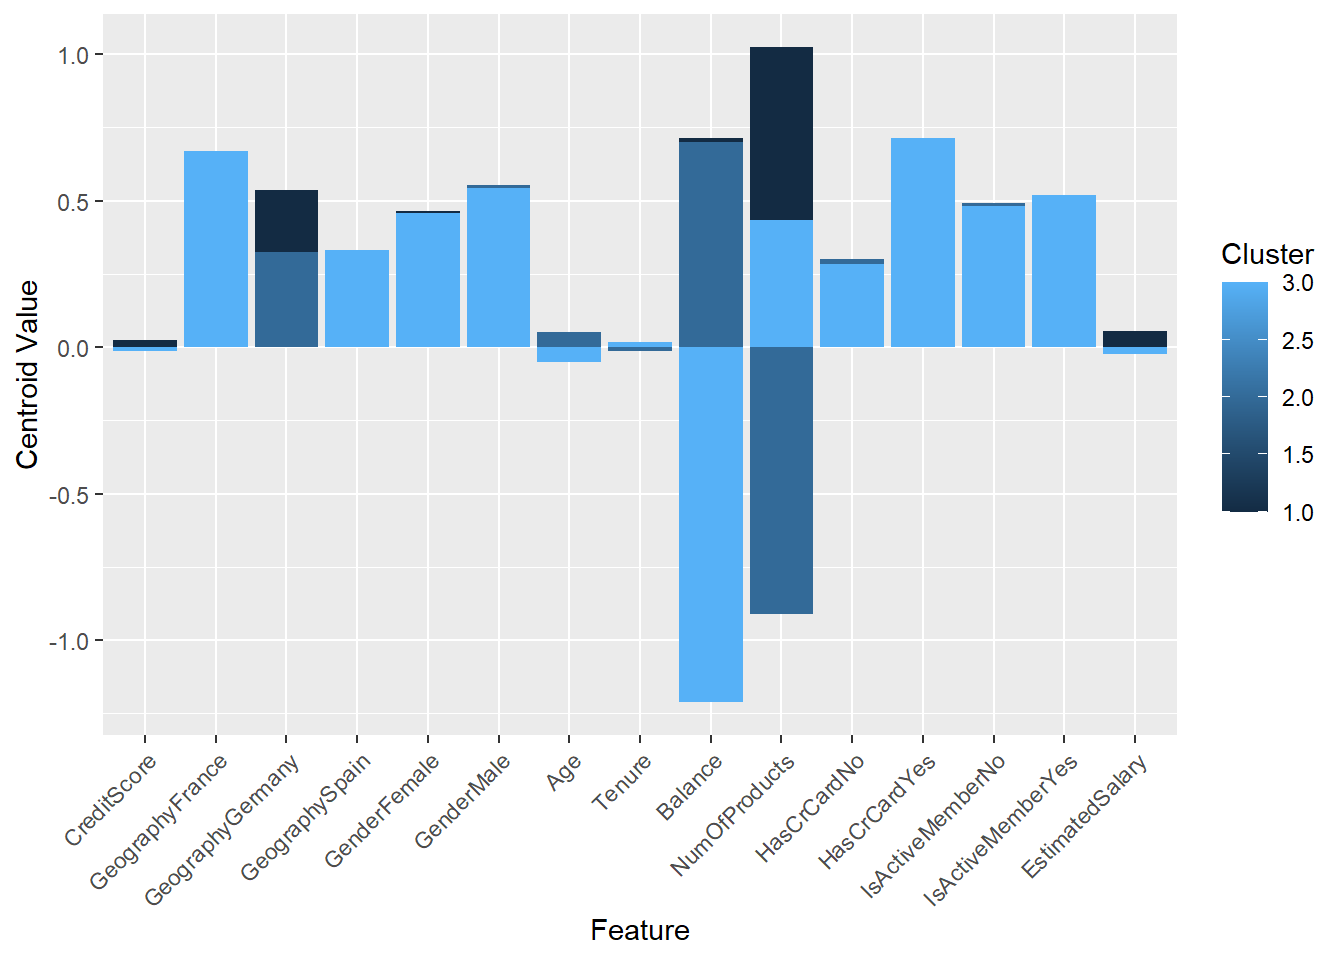 1.0
0.5
0.0
-0.5
-1.0
Centroid Value
CreditScore
GeographyFrance
GeographyGermany
GeographySpain
GenderFemale
GenderMale
Age
Tenure
Balance
NumOfProducts
HasCrCardNo
HasCrCardYes
IsActiveMemberNo
IsActiveMemberYes
EstimatedSalary
Feature
Cluster
3.0
2.5
2.0
1.5
1.0